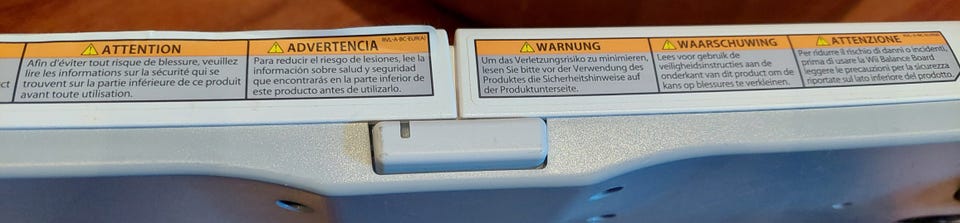 ct
ATTENTION
Afin d'éviter tout risque de blessure, veuillez
lire les informations sur la sécurité qui se
trouvent sur la partie inférieure de ce produit
avant toute utilisation.
RVL-A-BC-EUR(A)
ADVERTENCIA
Para reducir el riesgo de lesiones, lee la
información sobre salud y seguridad
que encontrarás en la parte inferior de
este producto antes de utilizarlo.
WARNUNG
Um das Verletzungsrisiko zu minimieren,
lesen Sie bitte vor der Verwendung des
Produktes die Sicherheitshinweise auf
der Produktunterseite.
WAARSCHUWING
Lees voor gebruik de
veiligheidsinstructies aan de
onderkant van dit product om de
kans op blessures te verkleinen.
ATTENZIONE
Per ridurre il rischio di danni o incidenti,
prima di usare la Wii Balance Board
leggere le precauzioni per la sicurezza
riportate sul lato inferiore del prodotto.